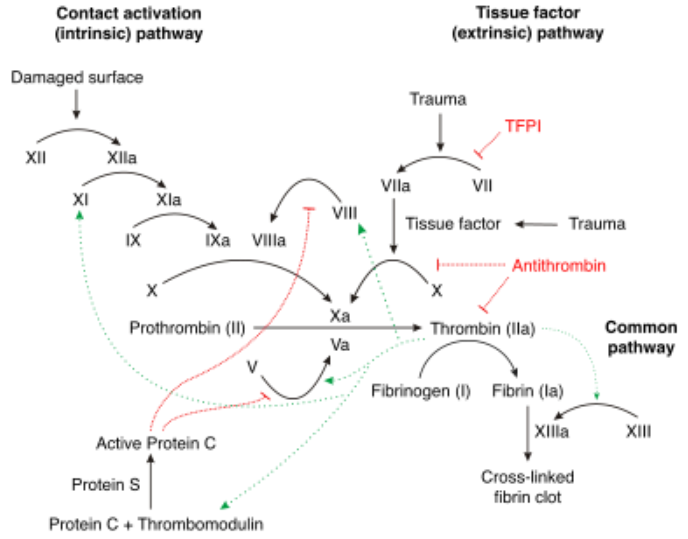 Contact activation
(intrinsic) pathway
Tissue factor
(extrinsic) pathway
Damaged surface
Trauma
TFPI
XII
XIIa
XI
XIa
VIIa
VII
IX
IXa
VIIIa
VIII
Tissue factor
Trauma
X
X
Antithrombin
Xa
Prothrombin (II)
Thrombin (IIa)
Common
pathway
Va
V
Fibrinogen (I)
Fibrin (Ia)
XIIIa
XIII
Active Protein C
Protein S
Cross-linked
fibrin clot
Protein C + Thrombomodulin